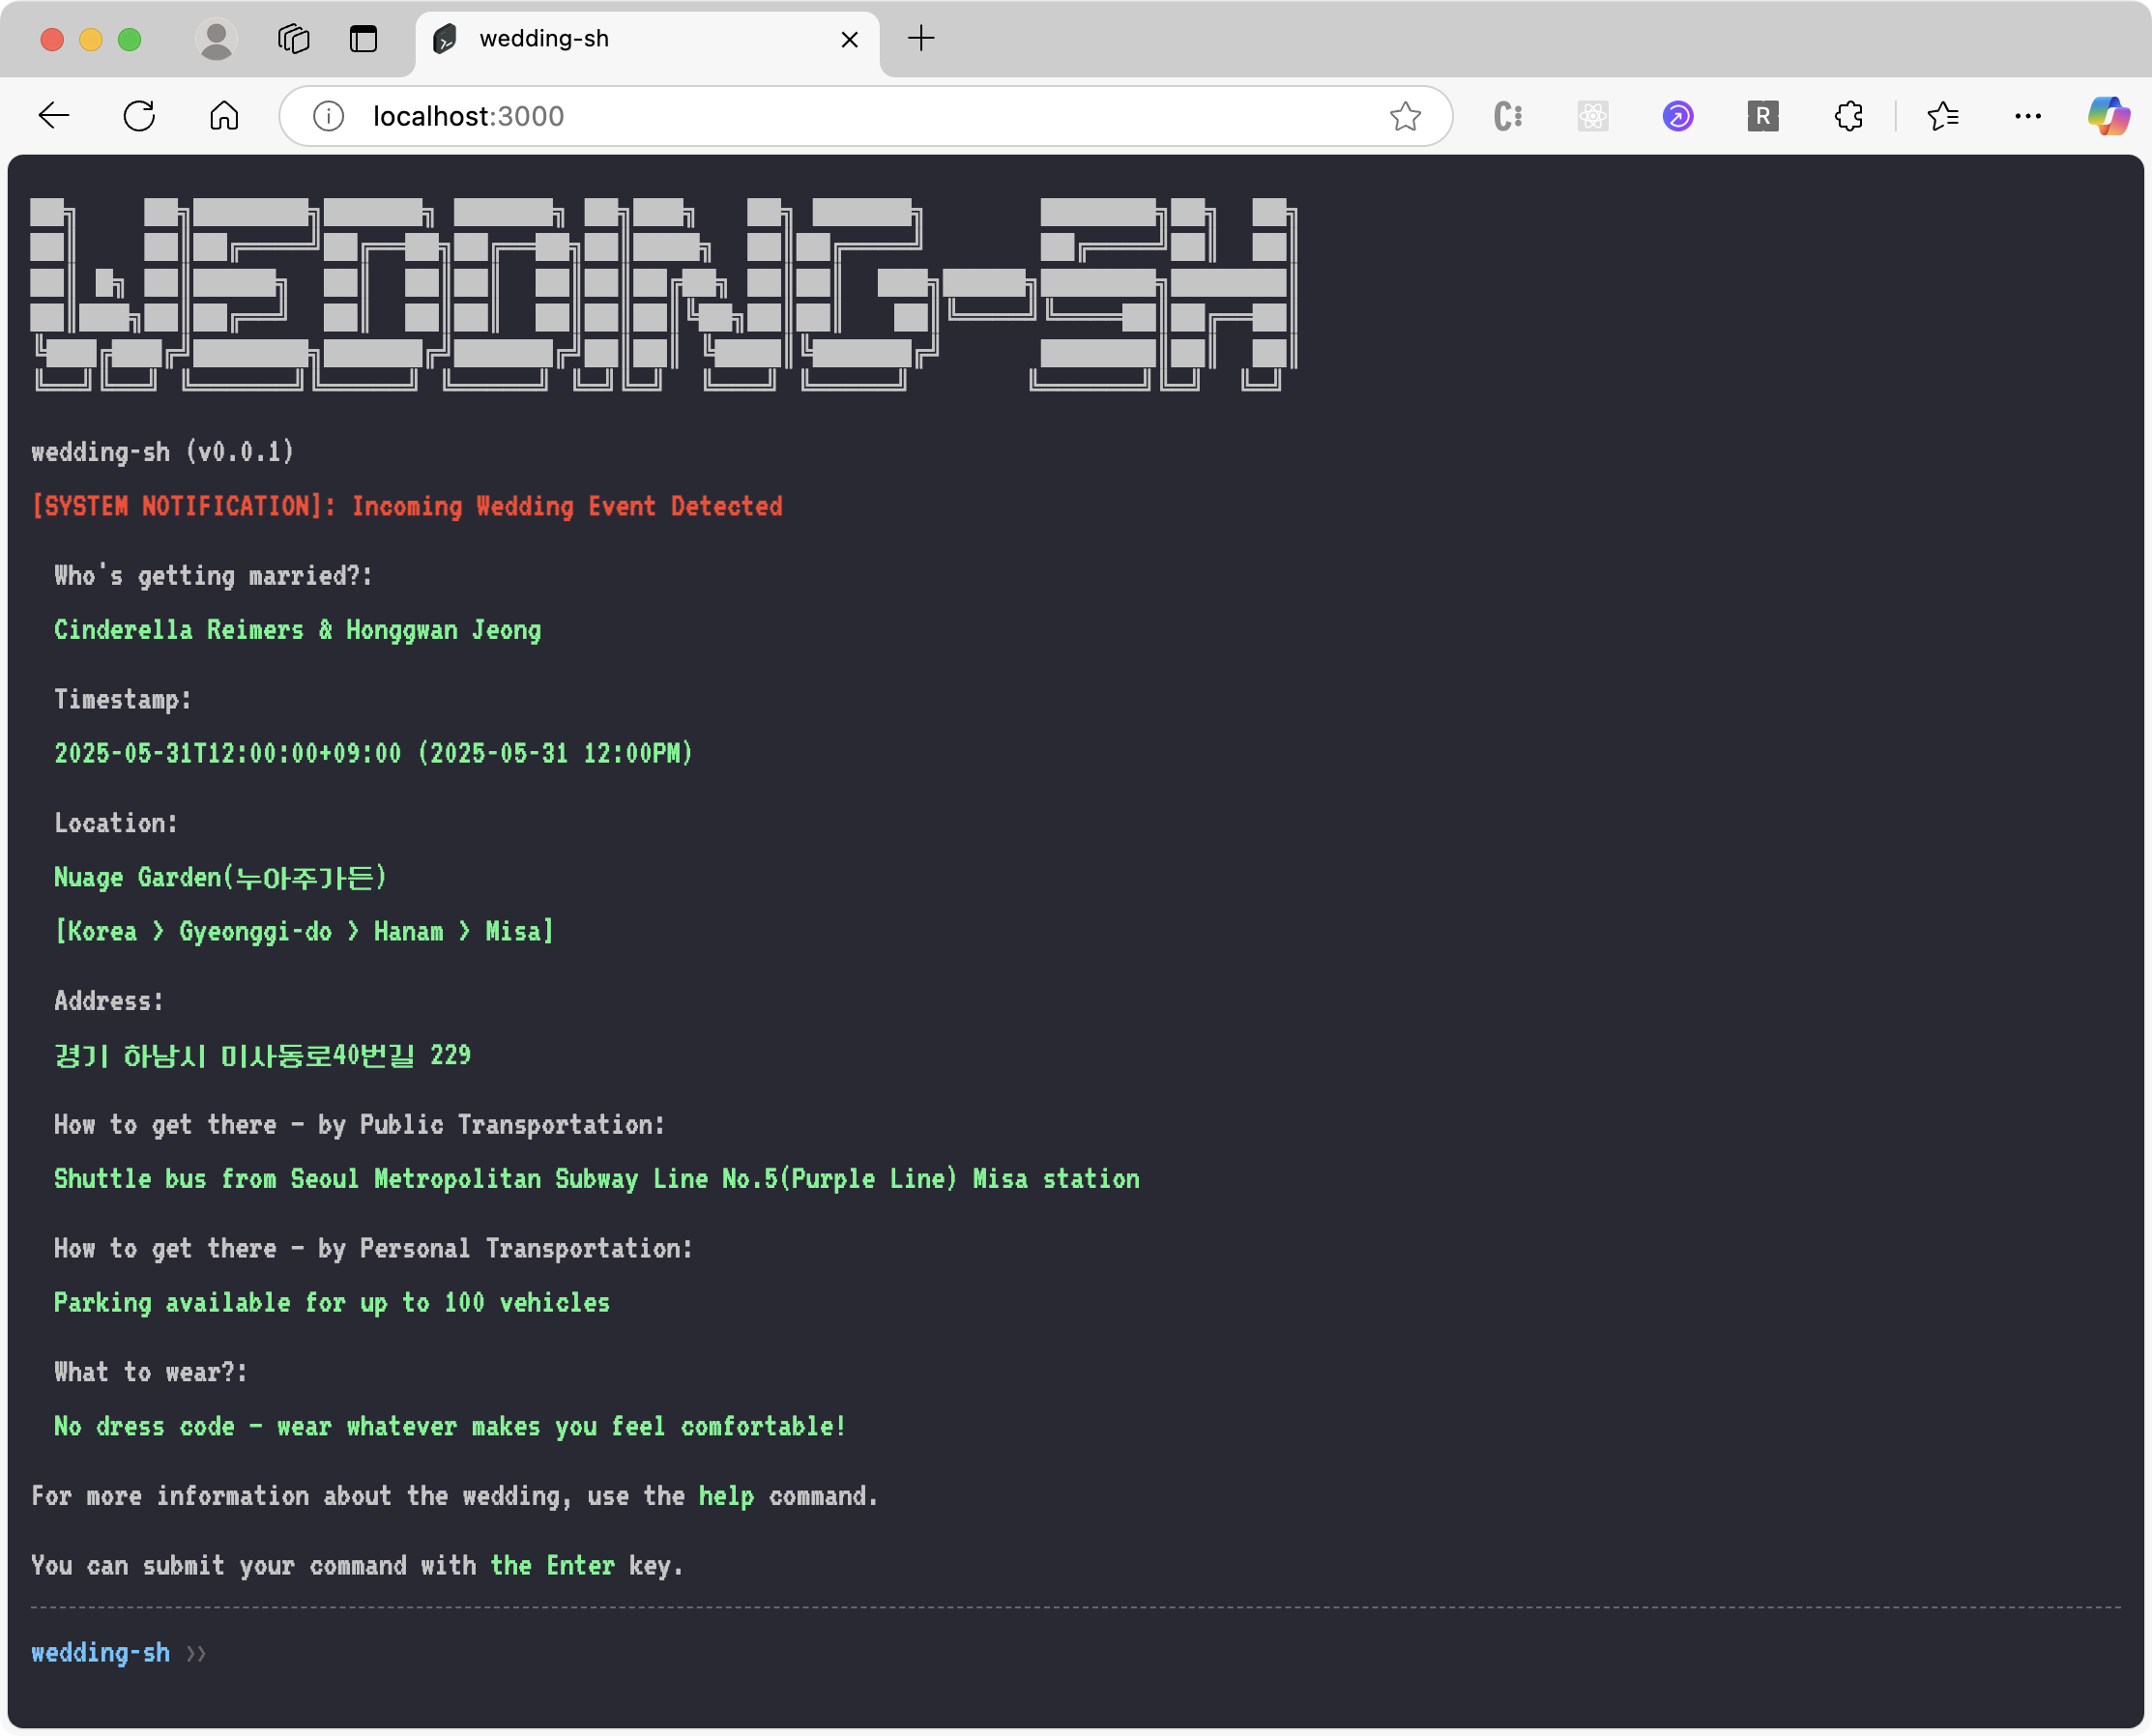 wedding-sh
localhost:3000
WEDDING-SH
wedding-sh (v0.0.1)
[SYSTEM NOTIFICATION]: Incoming Wedding Event Detected
Who's getting married?:
Cinderella Reimers & Honggwan Jeong
Timestamp:
2025-05-31T12:00:00+09:00 (2025-05-31 12:00PM)
Location:
Nuage Garden(누아주가든)
[Korea > Gyeonggi-do > Hanam > Misa]
Address:
경기 하남시 미사동로40번길 229
How to get there – by Public Transportation:
Shuttle bus from Seoul Metropolitan Subway Line No.5(Purple Line) Misa station
How to get there – by Personal Transportation:
Parking available for up to 100 vehicles
What to wear?:
No dress code – wear whatever makes you feel comfortable!
For more information about the wedding, use the help command.
You can submit your command with the Enter key.
wedding-sh ❯❯